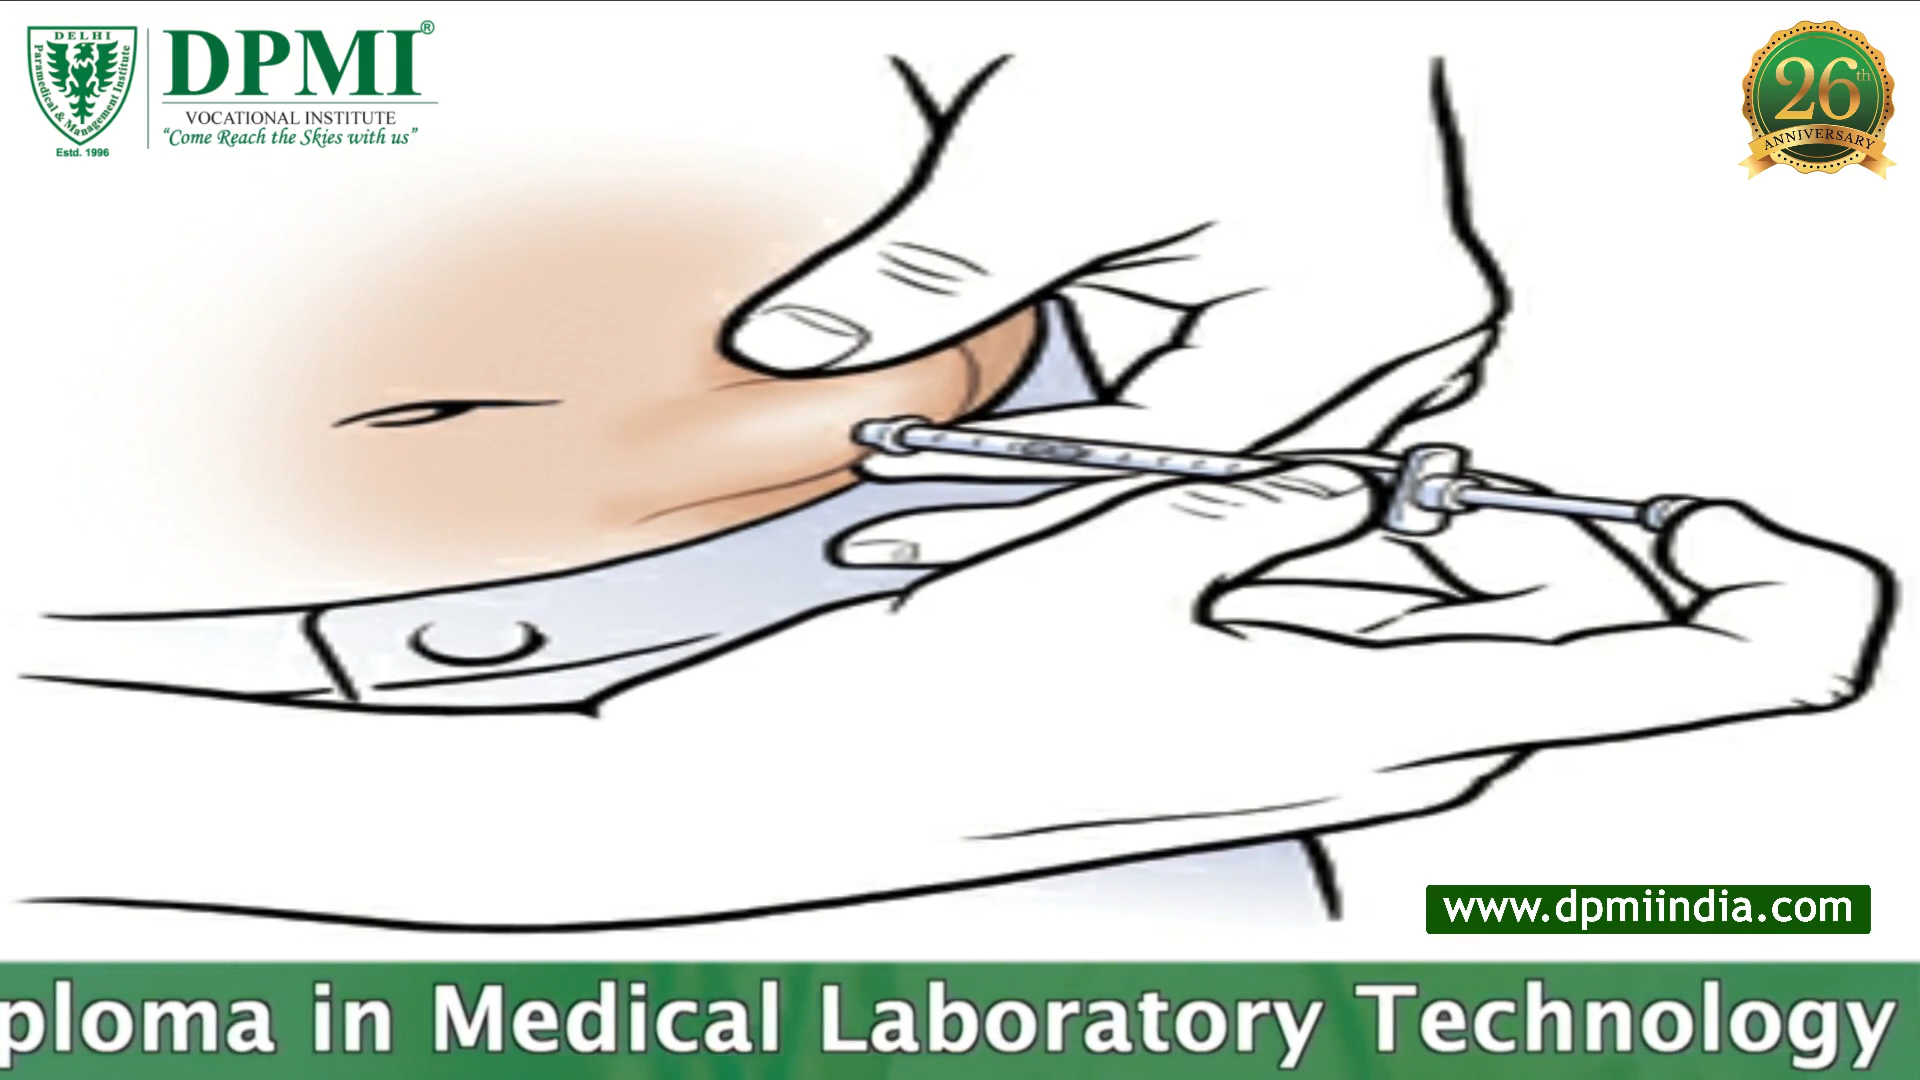 DELHI
Paramedical & Management Institute
Estd. 1996
DPMI®
VOCATIONAL INSTITUTE
"Come Reach the Skies with us"
26th
ANNIVERSARY
www.dpmiindia.com
ploma in Medical Laboratory Technology